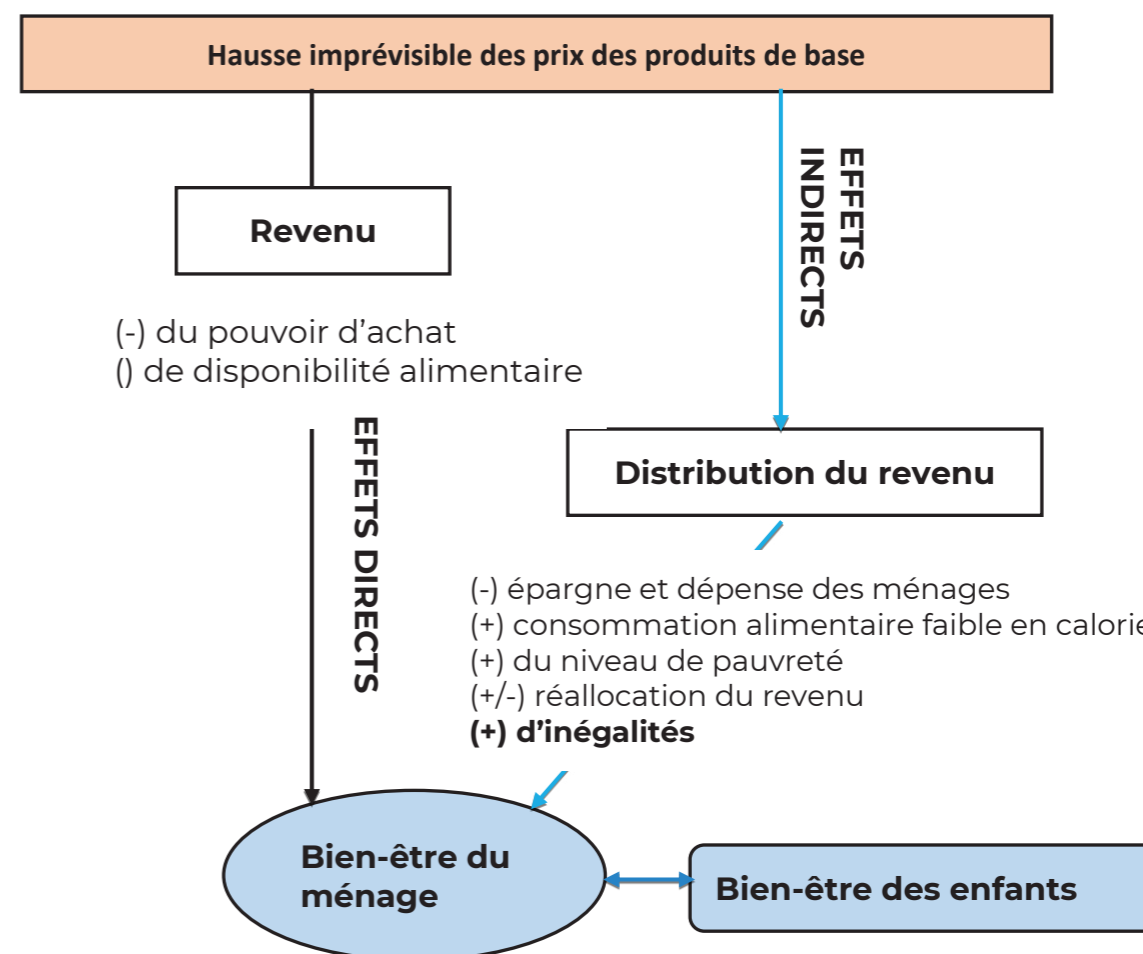 Hausse imprévisible des prix des produits de base
EFFETS
INDIRECTS
Revenu
(-) du pouvoir d’achat
() de disponibilité alimentaire
EFFETS DIRECTS
Distribution du revenu
(-) épargne et dépense des ménages
(+) consommation alimentaire faible en calorie
(+) du niveau de pauvreté
(+/-) réallocation du revenu
(+) d’inégalités
Bien-être du
ménage
Bien-être des enfants